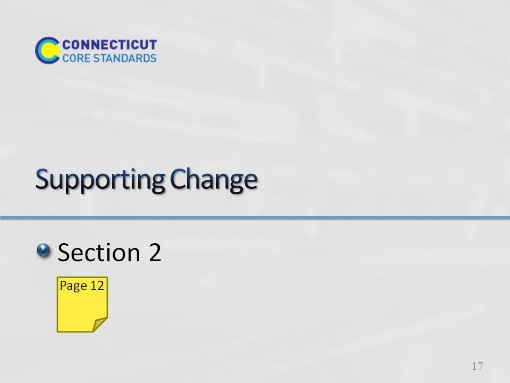 CONNECTICUT
CORE STANDARDS
Supporting Change
Section 2
Page 12
17